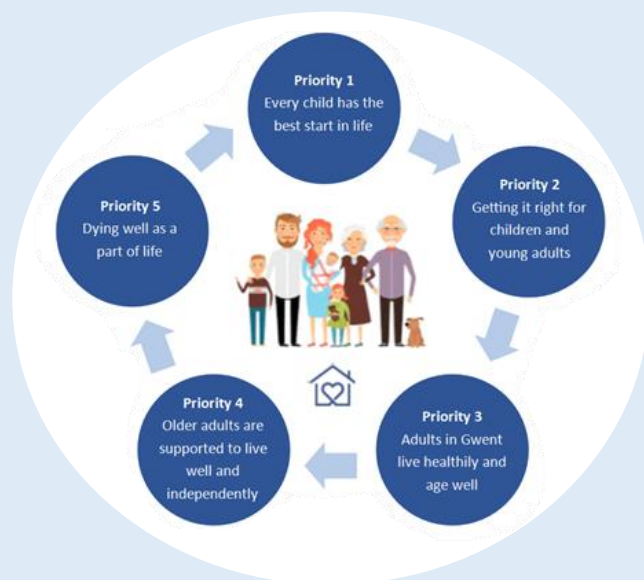 Priority 1
Every child has the
best start in life
Priority 2
Getting it right for
children and
young adults
Priority 3
Adults in Gwent
live healthily and
age well
Priority 4
Older adults are
supported to live
well and
independently
Priority 5
Dying well as a
part of life